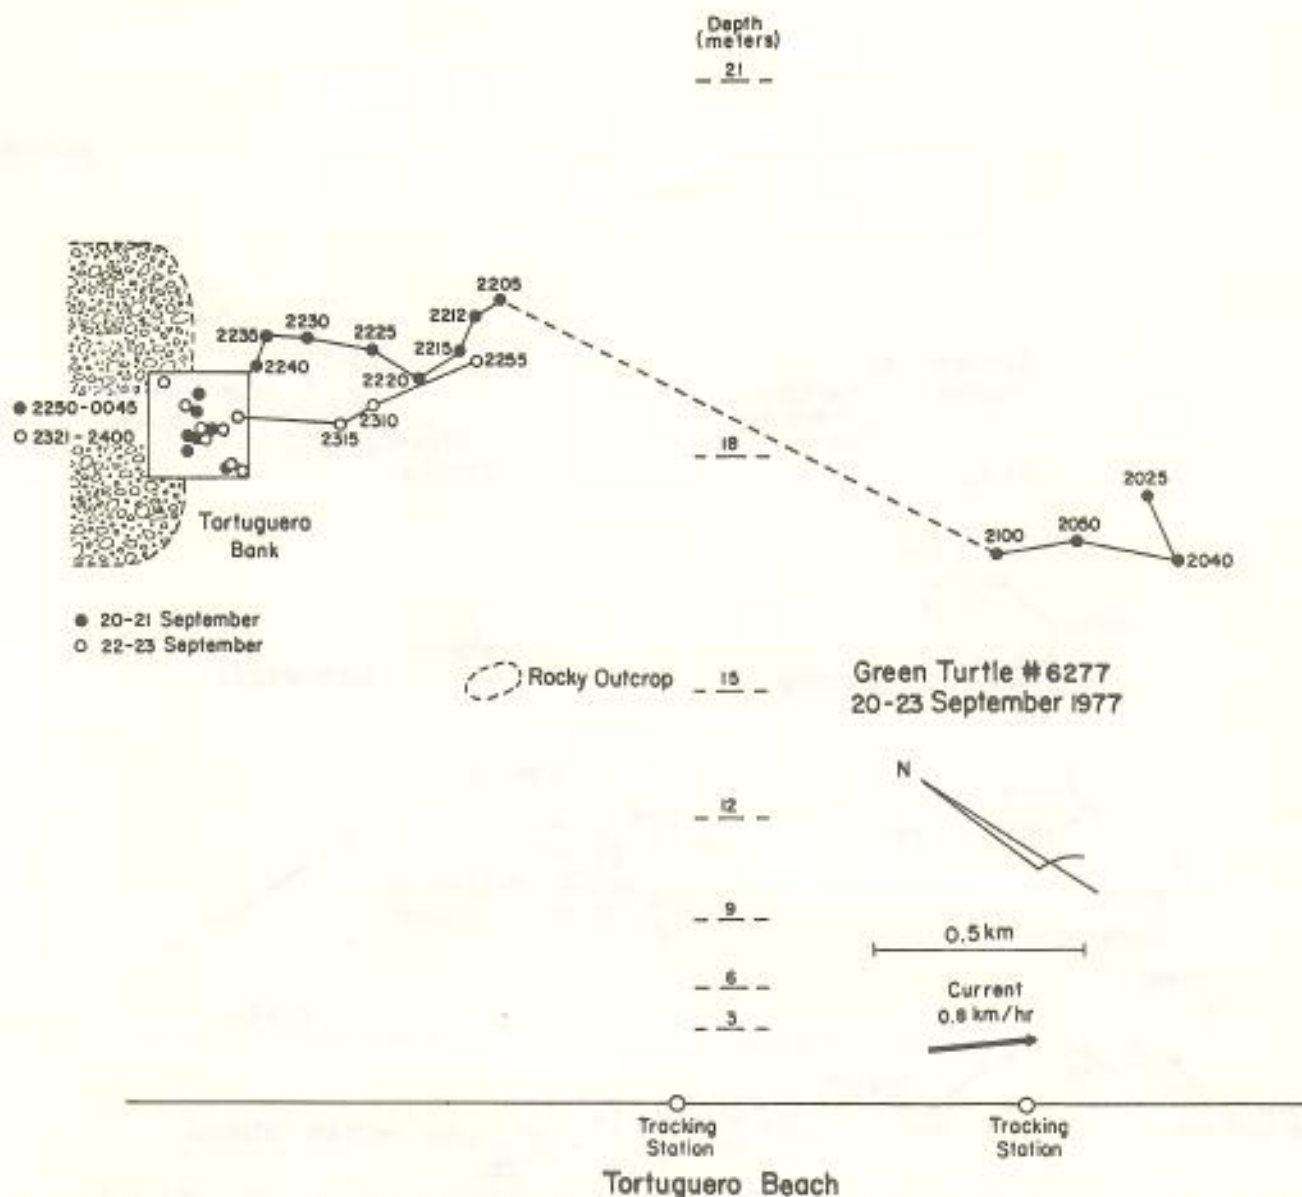 Depth
(meters)
21
2205
2212
2230
2235
2225
2215
2255
2240
2220
2250-0045
2310
2321-2400
2315
18
2025
Tortuguero
Bank
2100
2050
2040
20-21 September
22-23 September
Rocky Outcrop
15
Green Turtle #6277
20-23 September 1977
N
12
9
0.5 km
6
Current
3
0.8 km/hr
Tracking
Station
Tracking
Station
Tortuguero Beach